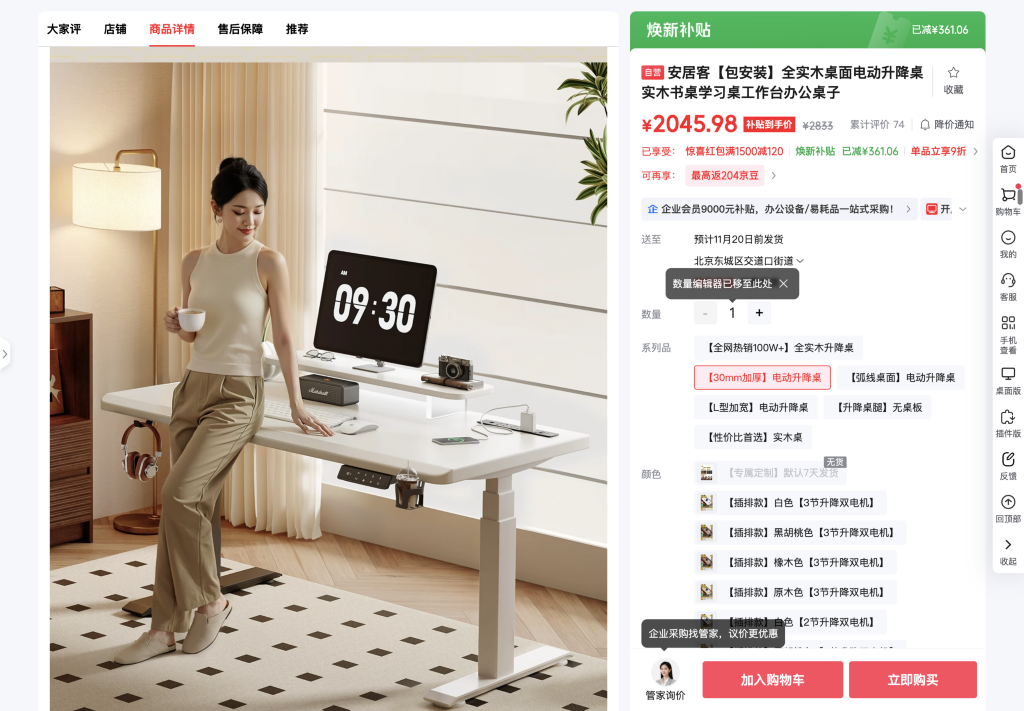 大家评
店铺
商品详情
售后保障
推荐
AM
09:30
Marshall
焕新补贴
已减¥361.06
自营 安居客【包安装】全实木桌面电动升降桌
实木书桌学习桌工作台办公桌子
收藏
¥2045.98 补贴到手价 ¥2833 累计评价 74 降价通知
已享受： 惊喜红包满1500减120 焕新补贴 已减¥361.06 单品立享9折
可再享： 最高返204京豆
企业会员9000元补贴，办公设备/易耗品一站式采购！
开.
送至 预计11月20日前发货
北京东城区交道口街道
数量编辑器已移至此处
数量 - 1 +
系列品 【全网热销100W+】全实木升降桌
【30mm加厚】电动升降桌 【弧线桌面】电动升降桌
【L型加宽】电动升降桌 【升降桌腿】无桌板
【性价比首选】实木桌
无货
颜色 【专属定制】默认7天发货
【插排款】白色【3节升降双电机】
【插排款】黑胡桃色【3节升降双电机】
【插排款】橡木色【3节升降双电机】
【插排款】原木色【3节升降双电机】
【插排款】白色【2节升降双电机】
企业采购找管家，议价更优惠
管家询价
加入购物车
立即购买
首页
购物车
我的
客服
手机
查看
桌面版
插件版
反馈
回顶部
收起